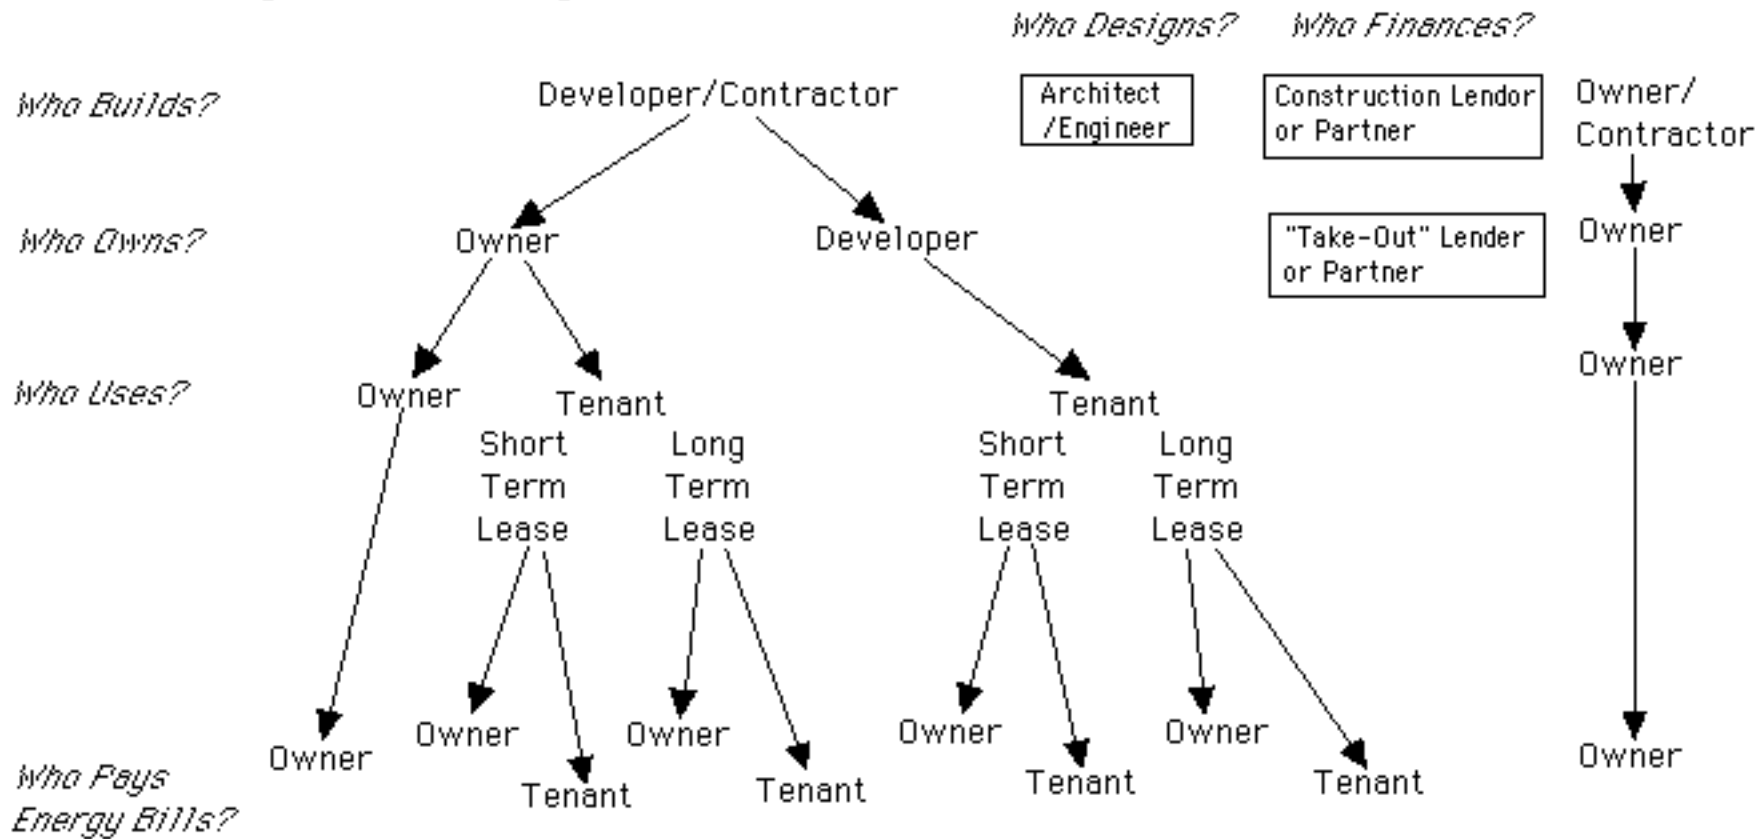 Who Designs? Who Finances?
Who Builds? Developer/Contractor
Architect
/Engineer
Construction Lendor
or Partner
Owner/
Contractor
Who Owns? Owner Developer
"Take-Out" Lender
or Partner
Owner
Who Uses? Owner Tenant Tenant Owner
Short
Term
Lease
Long
Term
Lease
Short
Term
Lease
Long
Term
Lease
Who Pays
Energy Bills?
Owner
Owner
Tenant
Owner
Tenant
Owner
Tenant
Owner
Tenant
Owner